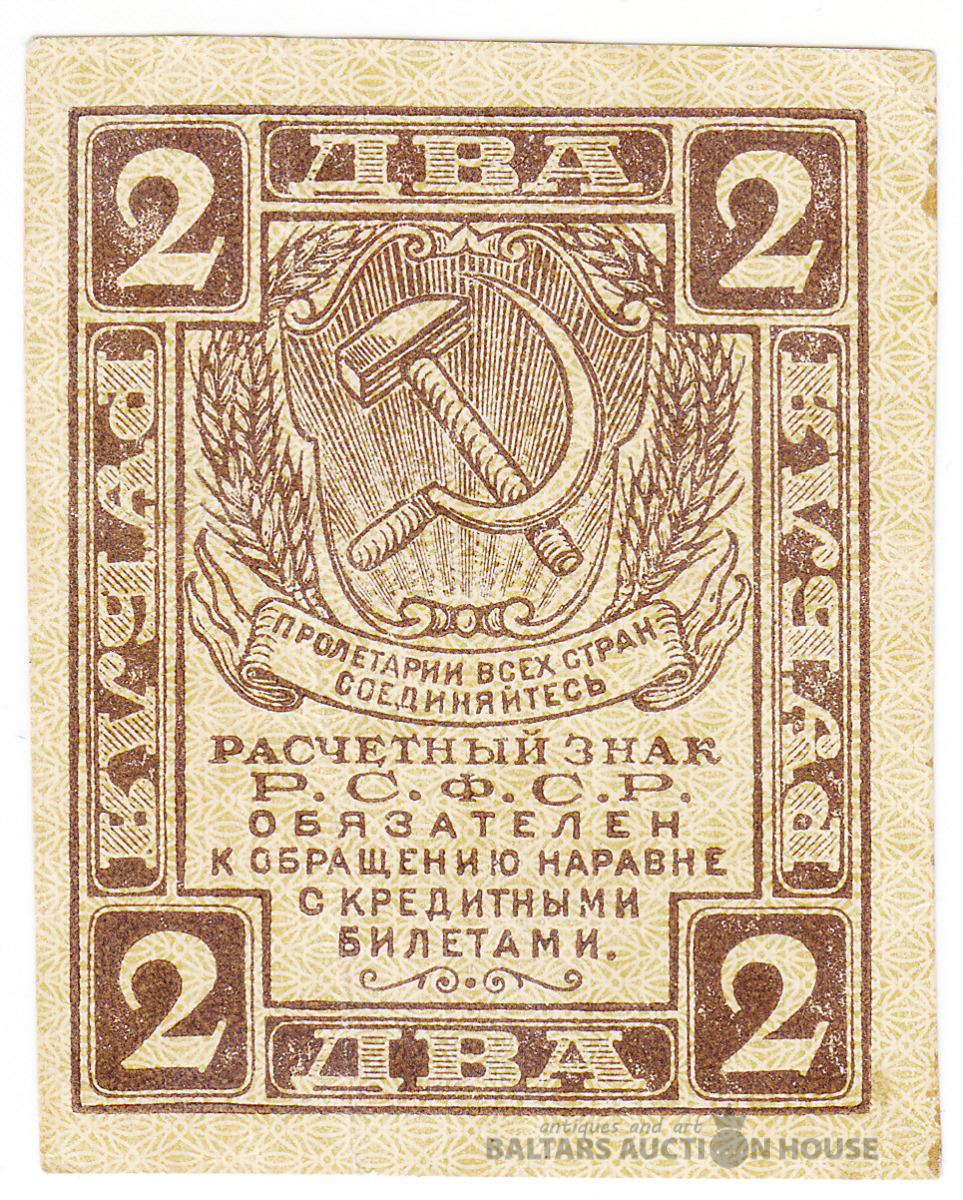 2 ДВА 2
РУБЛЯ
РУБЛЯ
ПРОЛЕТАРИИ ВСЕХ СТРАН
СОЕДИНЯЙТЕСЬ
РАСЧЕТНЫЙ ЗНАК
Р. С. Ф. С. Р.
ОБЯЗАТЕЛЕН
К ОБРАЩЕНИЮ НАРАВНЕ
С КРЕДИТНЫМИ
БИЛЕТАМИ.
2 ДВА 2
antiques and art
BALTARS AUCTION HOUSE